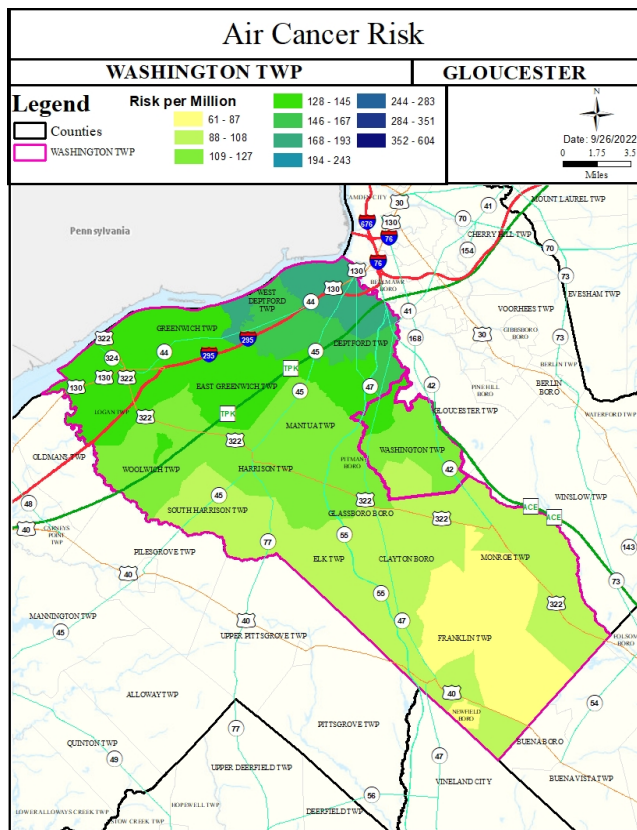 Air Cancer Risk
WASHINGTON TWP
GLOUCESTER
Legend
Counties
WASHINGTON TWP
Risk per Million
61 - 87
88 - 108
109 - 127
128 - 145
146 - 167
168 - 193
194 - 243
244 - 283
284 - 351
352 - 604
N
Date: 9/26/2022
0 1.75 3.5
Miles
Pennsylvania
30
41
MOUNT LAUREL TWP
676
130
70
76
CHERRY HILL TWP
154
70
76
130
73
EVESHAM TWP
WEST
DEPTFORD
TWP
130
44
41
VOORHEES TWP
GREENWICH TWP
322
324
44
295
295
45
DEPTFORD TWP
168
30
GIBBSBORO
BORO
73
BERLIN TWP
130
322
130
TPK
EAST GREENWICH TWP
45
47
42
PINE HILL
BORO
BERLIN
BORO
LOGAN TWP
322
TPK
GLOUCESTER TWP
WATERFORD TWP
322
MANTUA TWP
WASHINGTON TWP
OLDMANS TWP
WOOLWICH TWP
HARRISON TWP
PITMAN
BORO
42
48
45
322
WINSLOW TWP
ACE
ACE
SOUTH HARRISON TWP
GLASSBORO BORO
322
40
CARNEYS
POINT
TWP
PILESGROVE TWP
77
55
143
ELK TWP
CLAYTON BORO
MONROE TWP
40
73
55
322
MANNINGTON TWP
40
47
45
UPPER PITTSGROVE TWP
FRANKLIN TWP
FOLSOM
BORO
ALLOWAY TWP
40
54
NEWFIELD
BORO
77
PITTSGROVE TWP
QUINTON TWP
BUENA BORO
49
47
UPPER DEERFIELD TWP
VINELAND CITY
BUENA VISTA TWP
56
HOPEWELL TWP
LOWER ALLOWAYS CREEK TWP
STOW CREEK TWP
DEERFIELD TWP